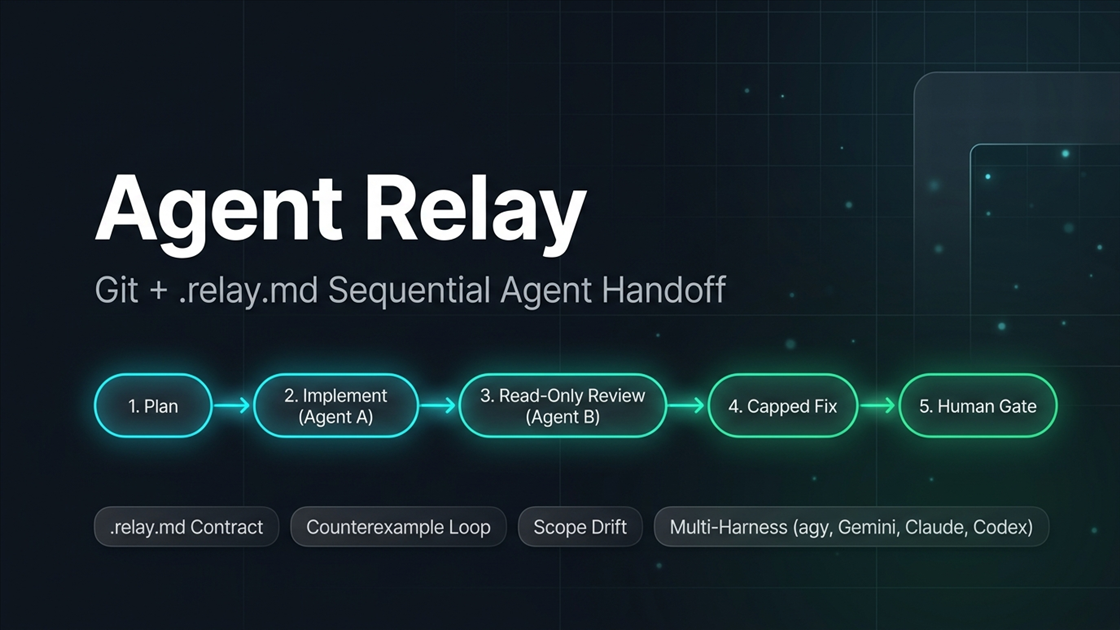 Agent Relay
Git + .relay.md Sequential Agent Handoff
1. Plan
2. Implement
(Agent A)
3. Read-Only Review
(Agent B)
4. Capped Fix
5. Human Gate
.relay.md Contract
Counterexample Loop
Scope Drift
Multi-Harness (agy, Gemini, Claude, Codex)